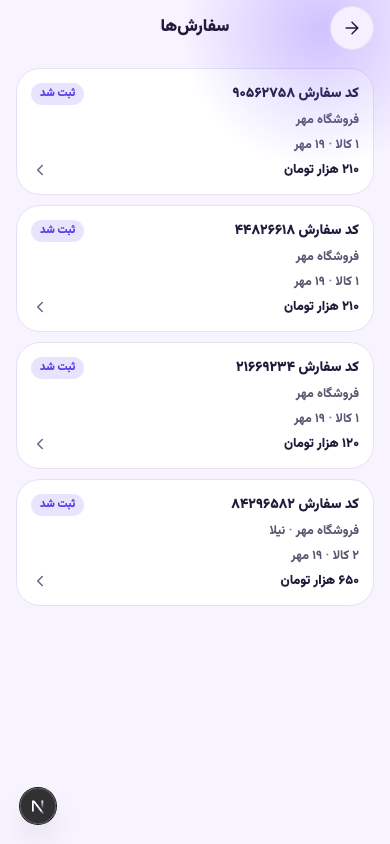 سفارش‌ها
کد سفارش ۹۰۵۶۲۷۵۸
ثبت شد
فروشگاه مهر
۱ کالا · ۱۹ مهر
۲۱۰ هزار تومان
کد سفارش ۴۴۸۲۶۶۱۸
ثبت شد
فروشگاه مهر
۱ کالا · ۱۹ مهر
۲۱۰ هزار تومان
کد سفارش ۲۱۶۶۹۲۳۴
ثبت شد
فروشگاه مهر
۱ کالا · ۱۹ مهر
۱۲۰ هزار تومان
کد سفارش ۸۴۲۹۶۵۸۲
ثبت شد
فروشگاه مهر · نیلا
۲ کالا · ۱۹ مهر
۶۵۰ هزار تومان
N